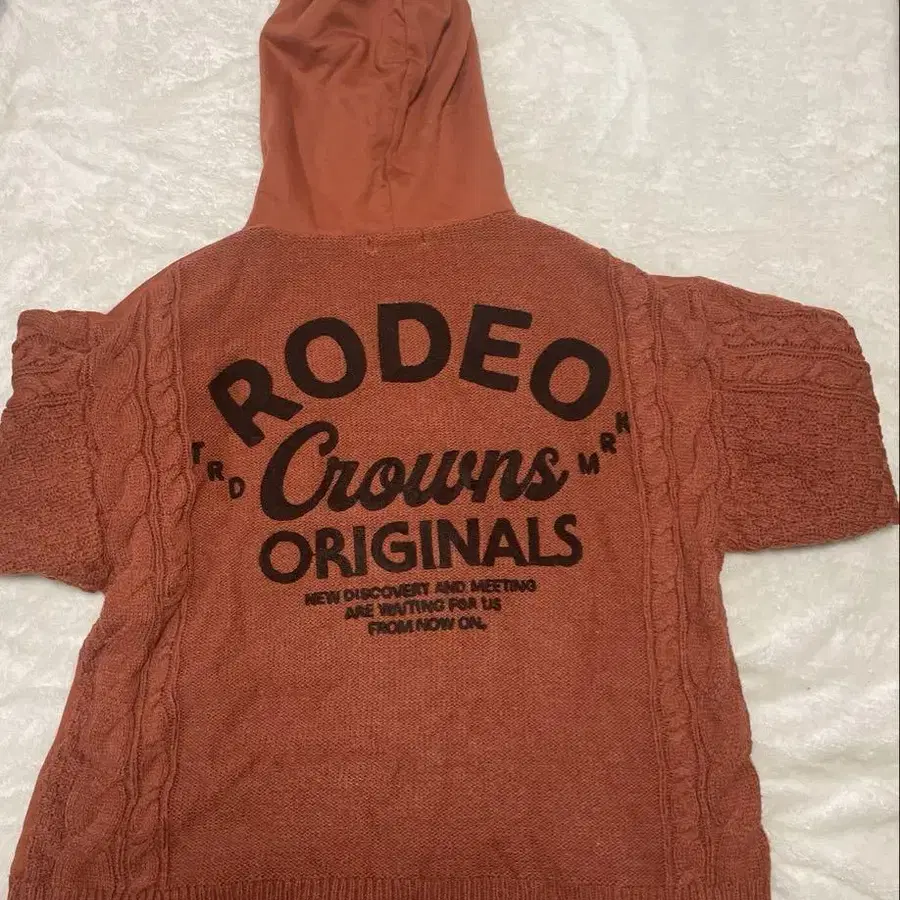 RODEO
TRD Crowns MRK
ORIGINALS
NEW DISCOVERY AND MEETING
ARE WAITING FOR US
FROM NOW ON.